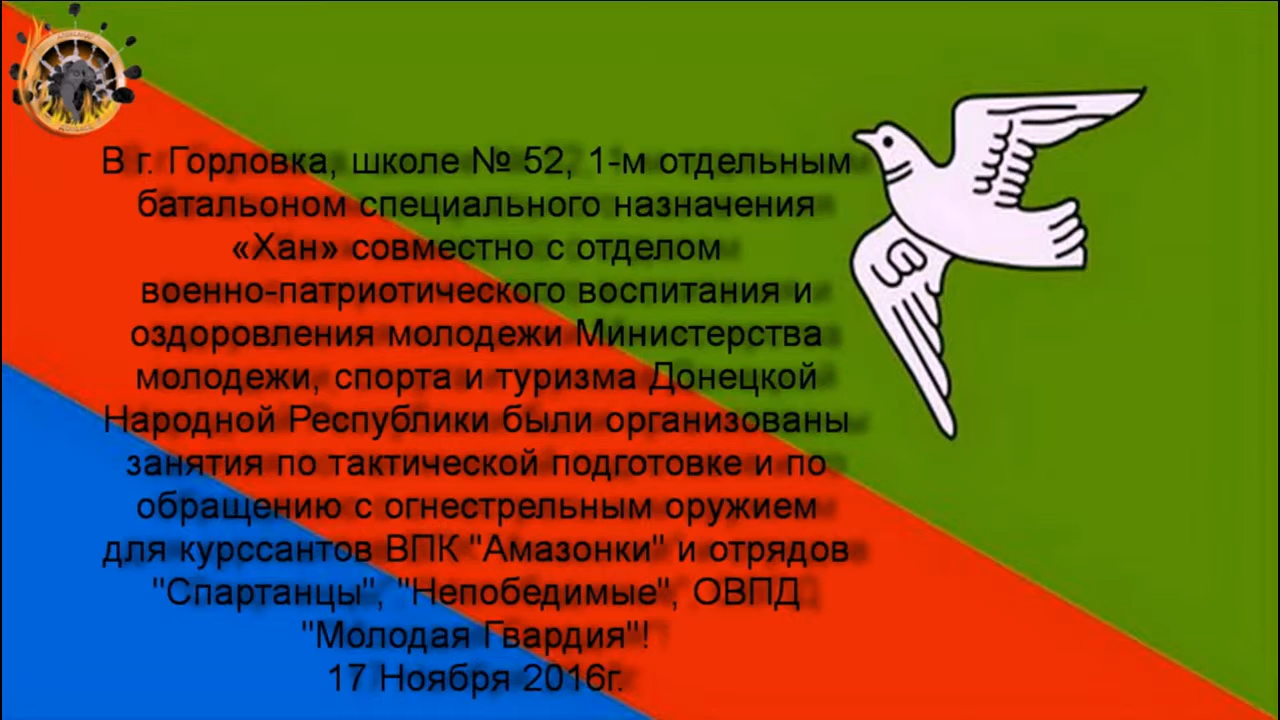 В г. Горловка, школе № 52, 1-м отдельным
батальоном специального назначения
«Хан» совместно с отделом
военно-патриотического воспитания и
оздоровления молодежи Министерства
молодежи, спорта и туризма Донецкой
Народной Республики были организованы
занятия по тактической подготовке и по
обращению с огнестрельным оружием
для курссантов ВПК "Амазонки" и отрядов
"Спартанцы", "Непобедимые", ОВПД
"Молодая Гвардия"!
17 Ноября 2016г.